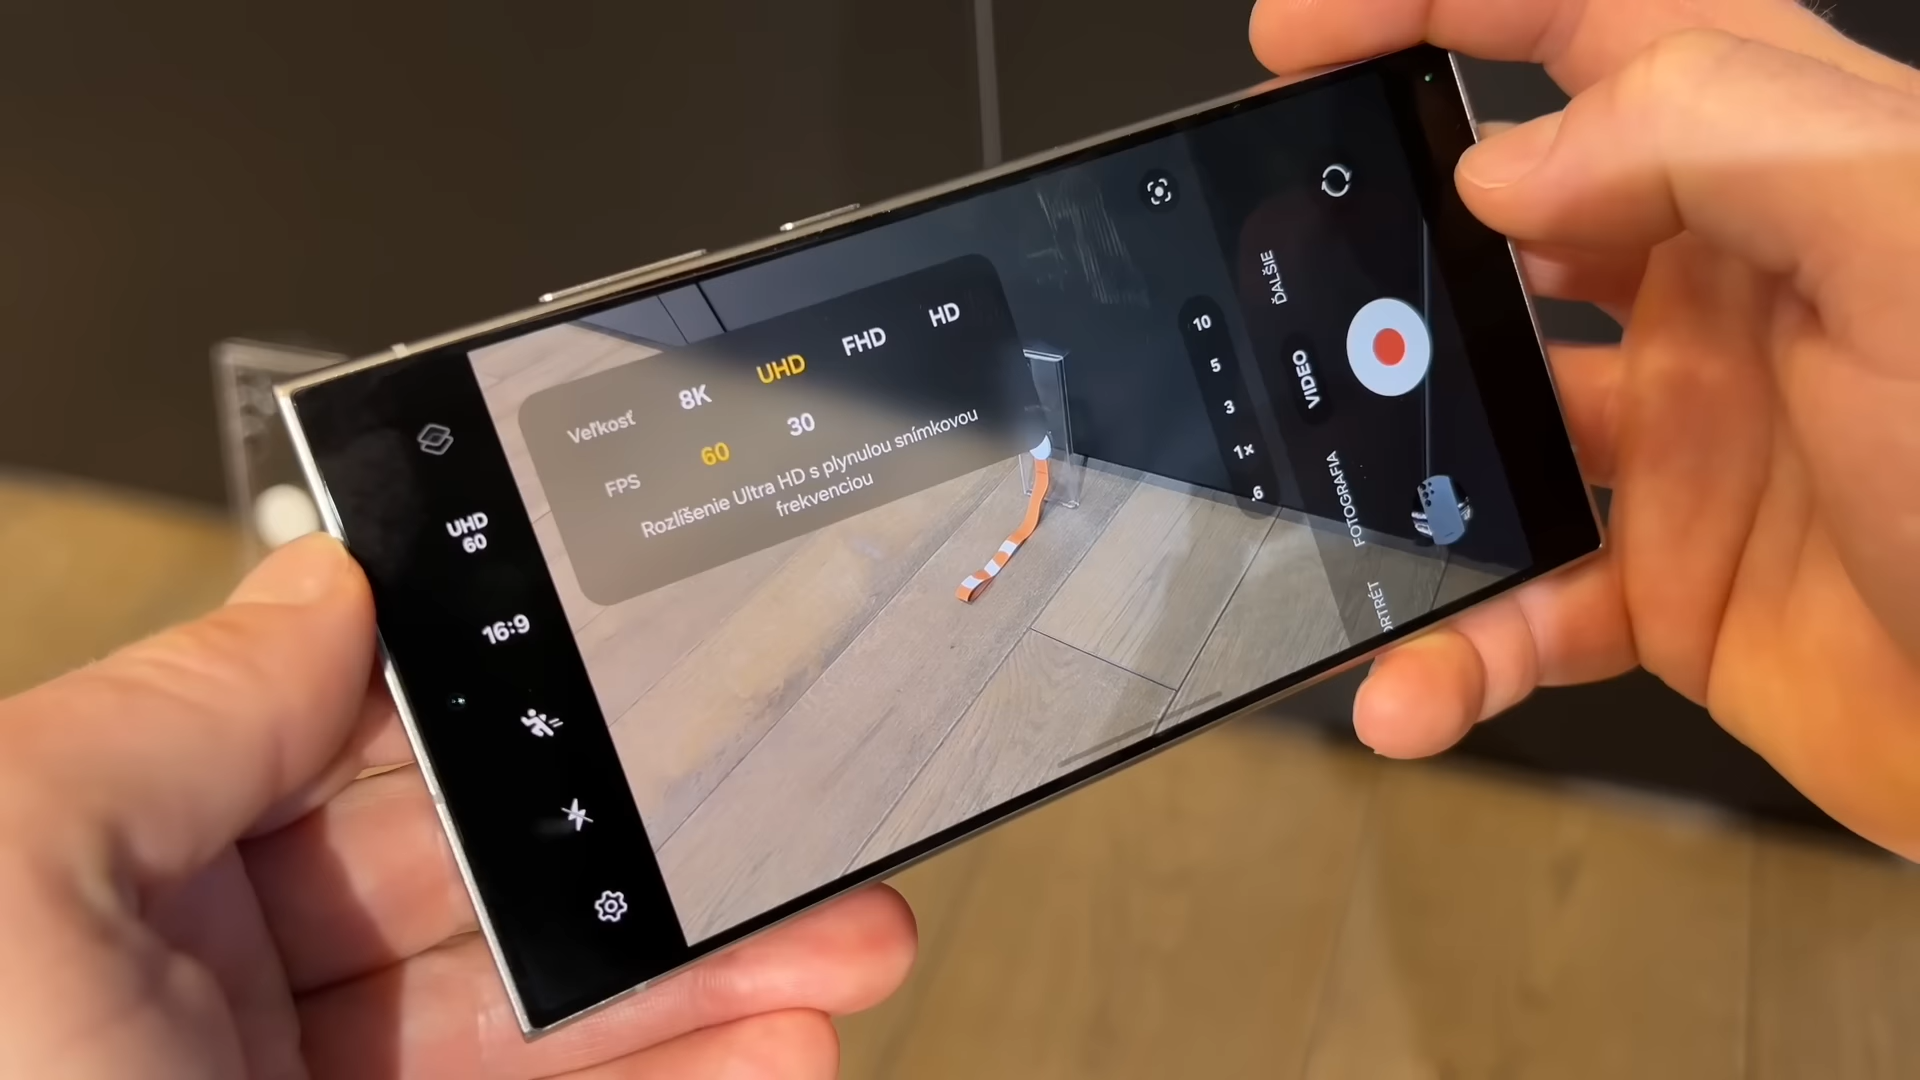 UHD
60
16:9
Veľkosť 8K UHD FHD HD
FPS 60 30
Rozlíšenie Ultra HD s plynulou snímkovou
frekvenciou
10
5
3
1x
.6
ĎALŠIE
VIDEO
FOTOGRAFIA
ORTRÉT